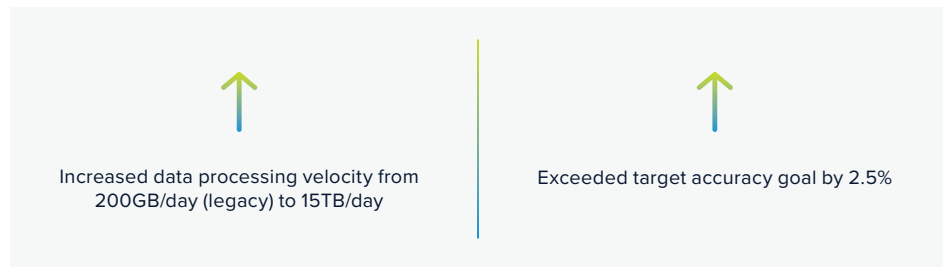 Increased data processing velocity from
200GB/day (legacy) to 15TB/day
Exceeded target accuracy goal by 2.5%